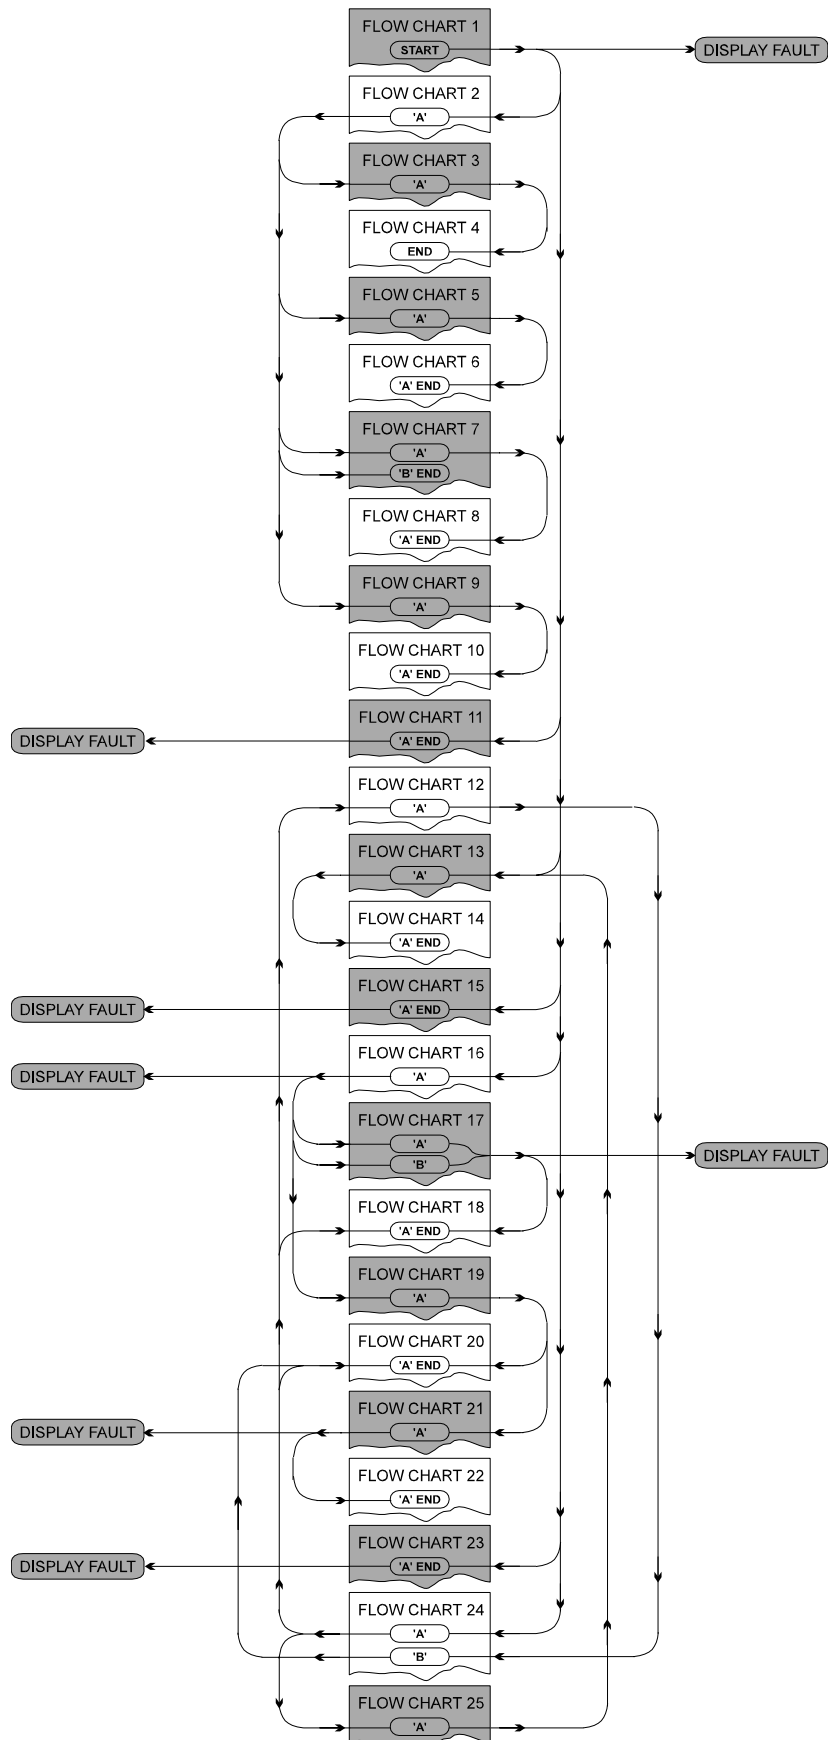 FLOW CHART 1
START
DISPLAY FAULT
FLOW CHART 2
'A'
FLOW CHART 3
'A'
FLOW CHART 4
END
FLOW CHART 5
'A'
FLOW CHART 6
'A' END
FLOW CHART 7
'A'
'B' END
FLOW CHART 8
'A' END
FLOW CHART 9
'A'
FLOW CHART 10
'A' END
FLOW CHART 11
DISPLAY FAULT
'A' END
FLOW CHART 12
'A'
FLOW CHART 13
'A'
FLOW CHART 14
'A' END
FLOW CHART 15
DISPLAY FAULT
'A' END
FLOW CHART 16
DISPLAY FAULT
'A'
FLOW CHART 17
'A'
DISPLAY FAULT
'B'
FLOW CHART 18
'A' END
FLOW CHART 19
'A'
FLOW CHART 20
'A' END
FLOW CHART 21
DISPLAY FAULT
'A'
FLOW CHART 22
'A' END
FLOW CHART 23
DISPLAY FAULT
'A' END
FLOW CHART 24
'A'
'B'
FLOW CHART 25
'A'